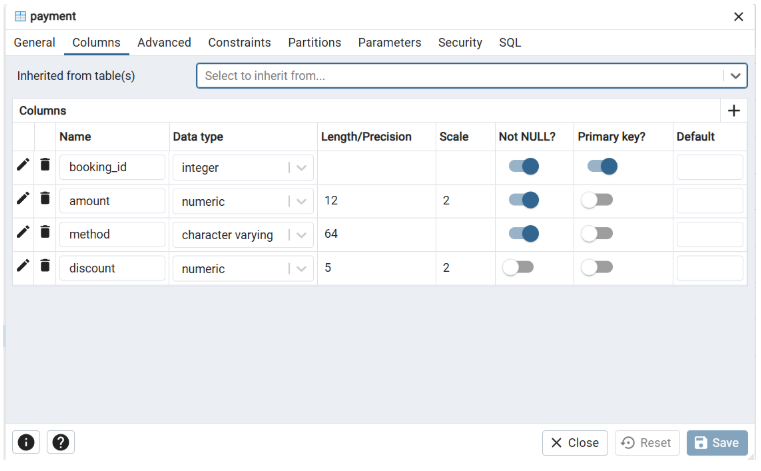 payment
General Columns Advanced Constraints Partitions Parameters Security SQL
Inherited from table(s) Select to inherit from...
Columns
Name Data type Length/Precision Scale Not NULL? Primary key? Default
booking_id integer
amount numeric 12 2
method character varying 64
discount numeric 5 2
Close Reset Save